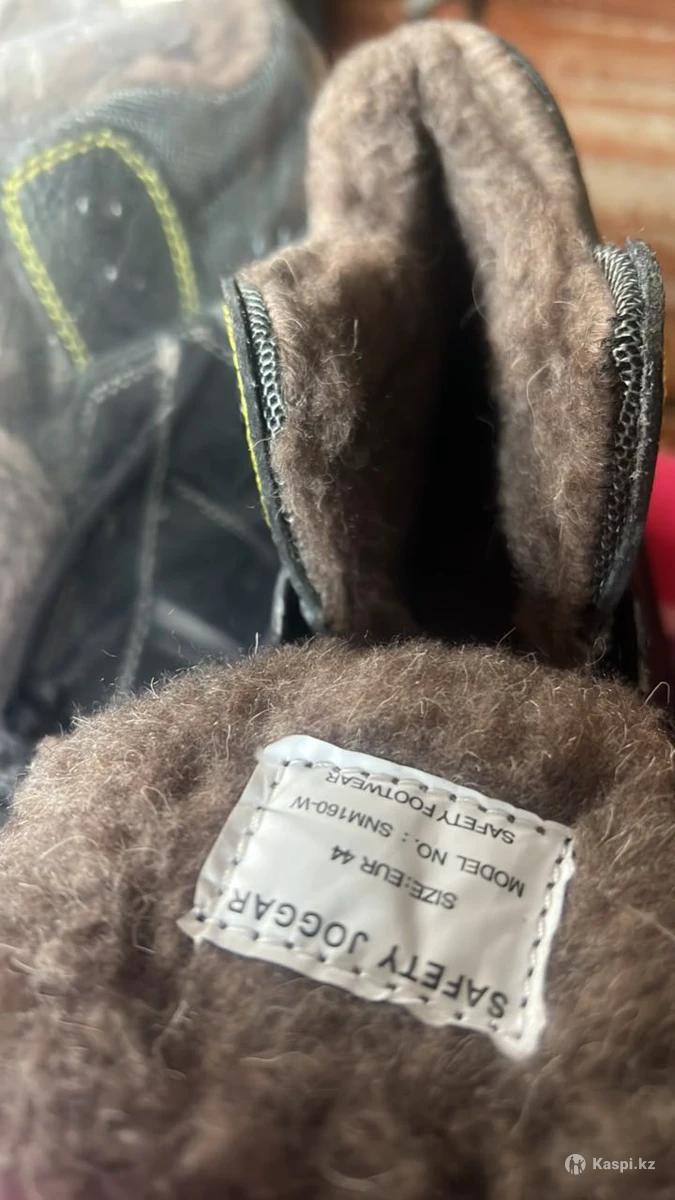 SAFETY JOGGAR
SIZE:EUR 44
MODEL NO.: SNM160-W
SAFETY FOOTWEAR
Kaspi.kz